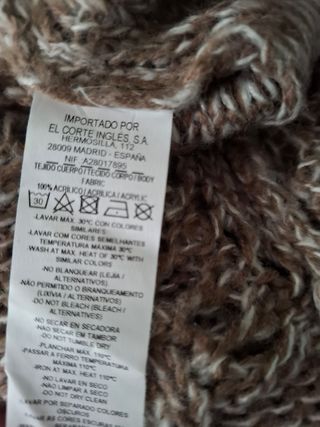 IMPORTADO POR
EL CORTE INGLES, S.A.
HERMOSILLA, 112
28009 MADRID - ESPAÑA
NIF :A28017895
TEJIDO CUERPO/TECIDO CORPO/BODY
FABRIC
100% ACRILICO/ACRILICA/ACRYLIC
30
-LAVAR MAX. 30ºC CON COLORES
SIMILARES
-LAVAR COM CORES SEMELHANTES
TEMPERATURA MÁXIMA 30ºC
-WASH AT MAX. HEAT OF 30ºC WITH
SIMILAR COLORS
-NO BLANQUEAR (LEJIA /
ALTERNATIVOS)
-NÃO PERMITIDO O BRANQUEAMENTO
(LIXIVIA / ALTERNATIVOS)
-DO NOT BLEACH (BLEACH /
ALTERNATIVES)
-NO SECAR EN SECADORA
-NÃO SECAR EM TAMBOR
-DO NOT TUMBLE DRY
-PLANCHAR MAX. 110ºC
-PASSAR A FERRO TEMPERATURA
MÁXIMA 110ºC
-IRON AT MAX HEAT 110ºC
-NO LAVAR EN SECO
-NÃO LIMPAR A SECO
-DO NOT DRY CLEAN
-LAVAR POR SEPARADO COLORES
OSCUROS